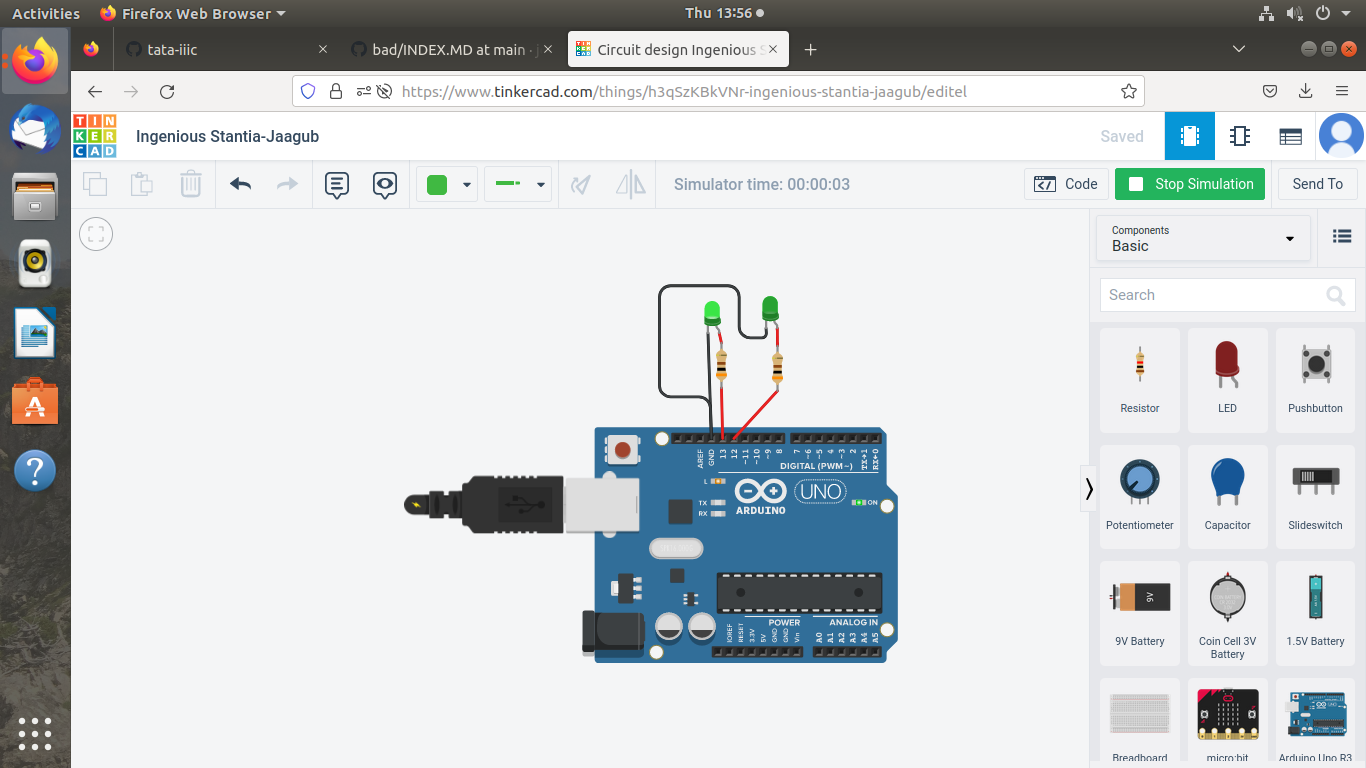 Activities
Firefox Web Browser
Thu 13:56
tata-iiic
bad/INDEX.MD at main · j
Circuit design Ingenious S
https://www.tinkercad.com/things/h3qSzKBkVNr-ingenious-stantia-jaagub/editel
TIN
KER
CAD
Ingenious Stantia-Jaagub
Saved
Simulator time: 00:00:03
Code
Stop Simulation
Send To
Components
Basic
Search
Resistor
LED
Pushbutton
Potentiometer
Capacitor
Slideswitch
9V
9V Battery
Coin Cell 3V
Battery
1.5V Battery
Breadboard
micro:bit
Arduino Uno R3
AREF
GND
13
12
~11
~10
~9
8
7
~6
~5
4
~3
2
TX→1
RX←0
DIGITAL (PWM~)
L
TX
RX
ARDUINO
UNO
ON
POWER
ANALOG IN
IOREF
RESET
3.3V
5V
GND
GND
Vin
A0
A1
A2
A3
A4
A5